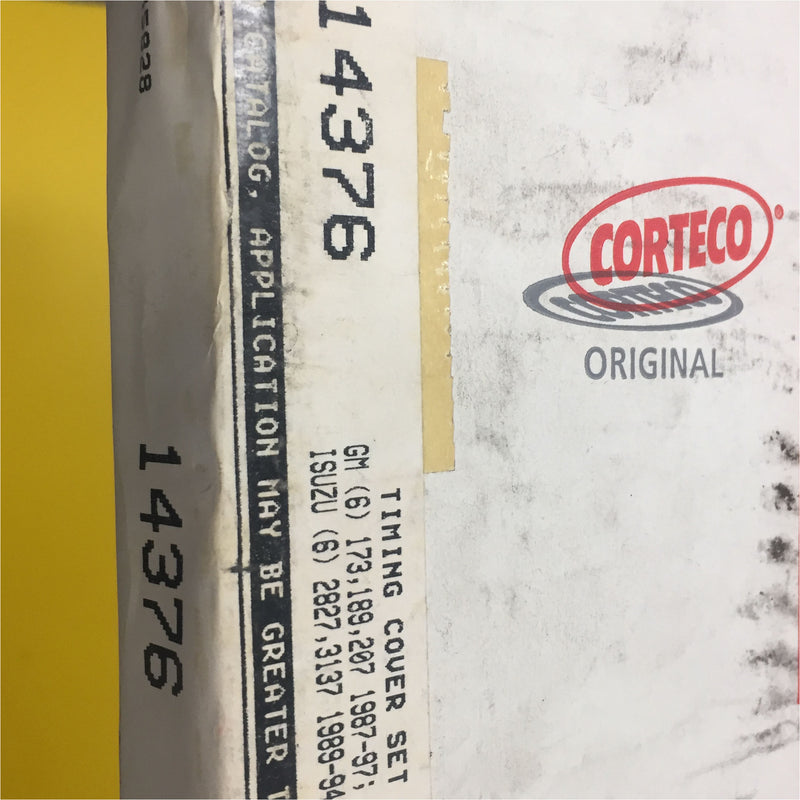 14376
TIMING COVER SET
GM (6) 173,189,207 1987-97;
ISUZU (6) 2827,3137 1989-94
CATALOG, APPLICATION MAY BE GREATER
14376
CORTECO
CORTECO
ORIGINAL